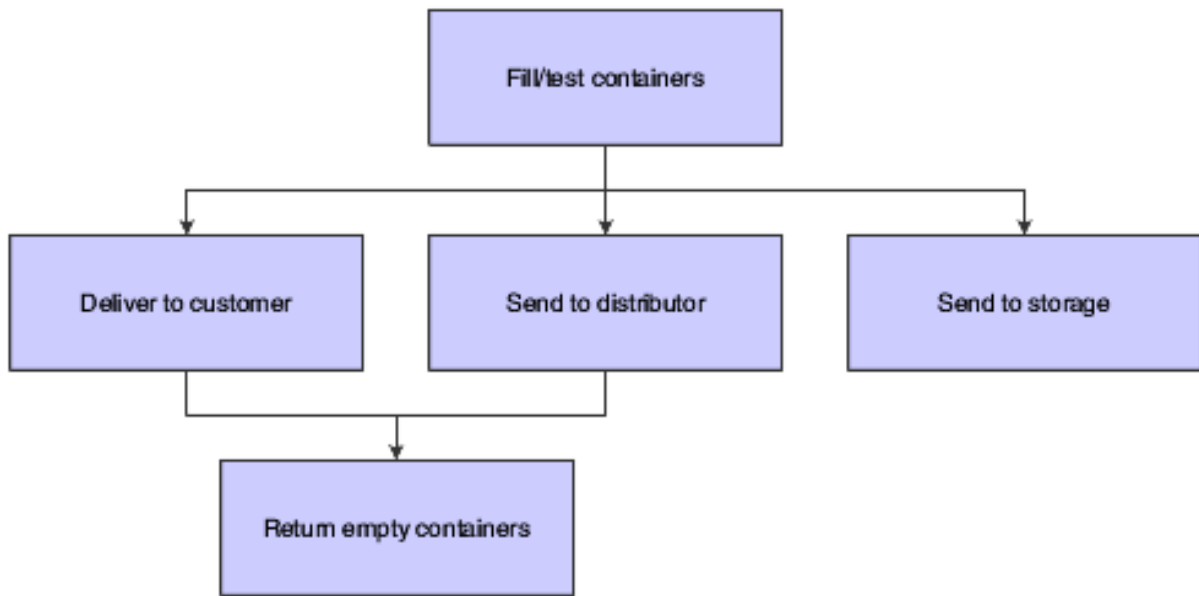 Fill/test containers
Deliver to customer
Send to distributor
Send to storage
Return empty containers